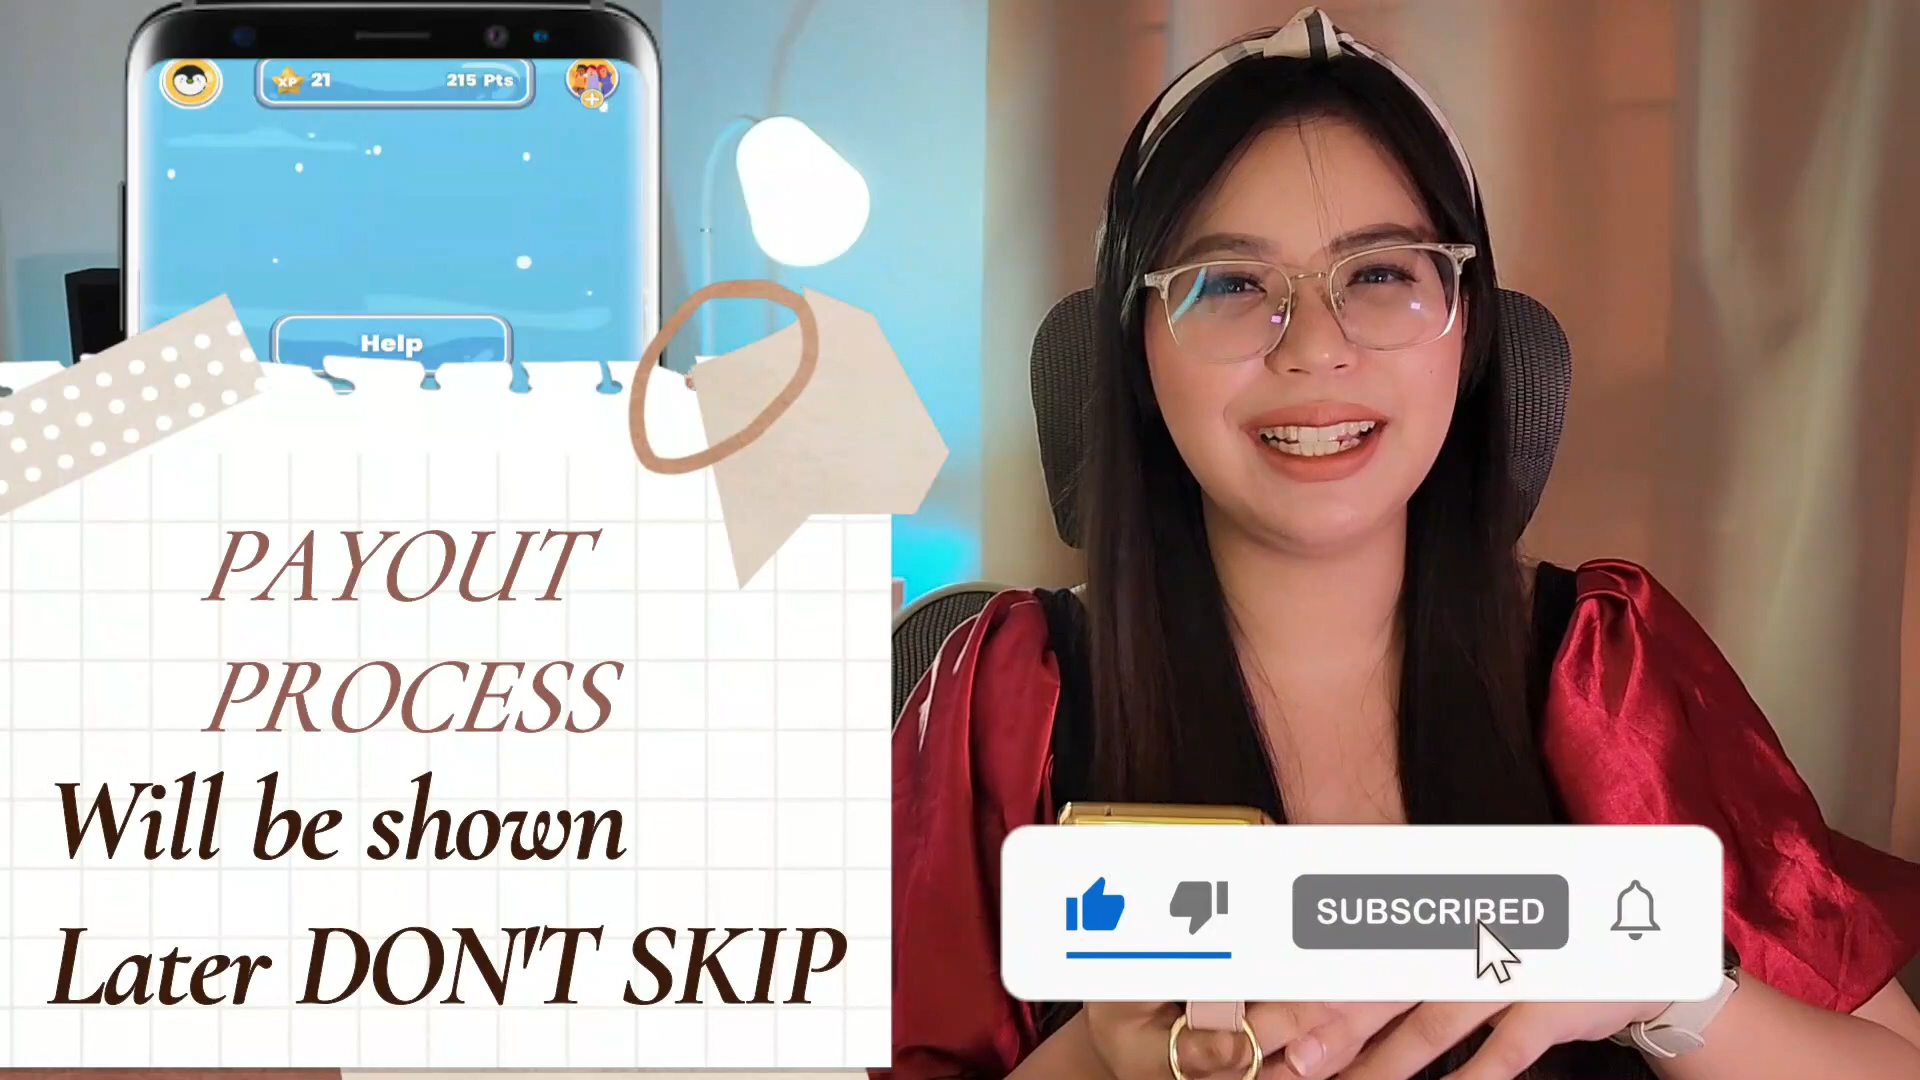 XP 21 215 Pts
Help
PAYOUT
PROCESS
Will be shown
Later DON'T SKIP
SUBSCRIBED